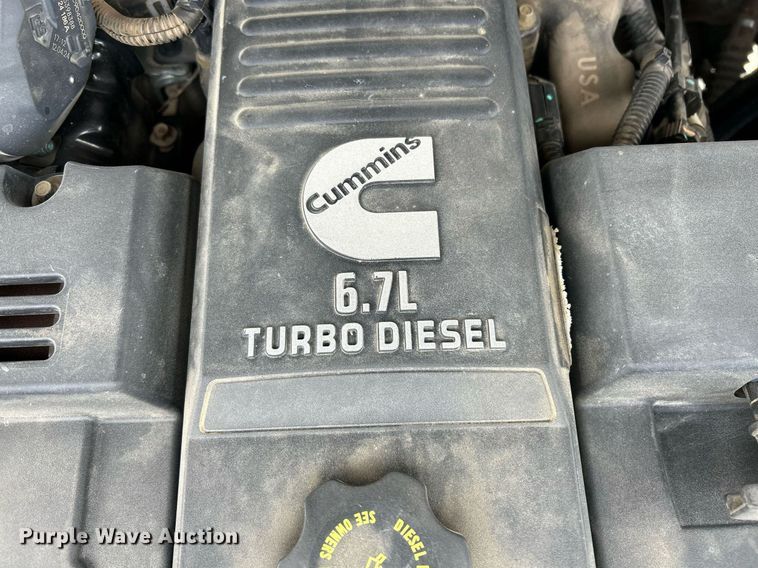 USA
Cummins
6.7L
TURBO DIESEL
SEE OWNERS
DIESEL
Purple Wave Auction